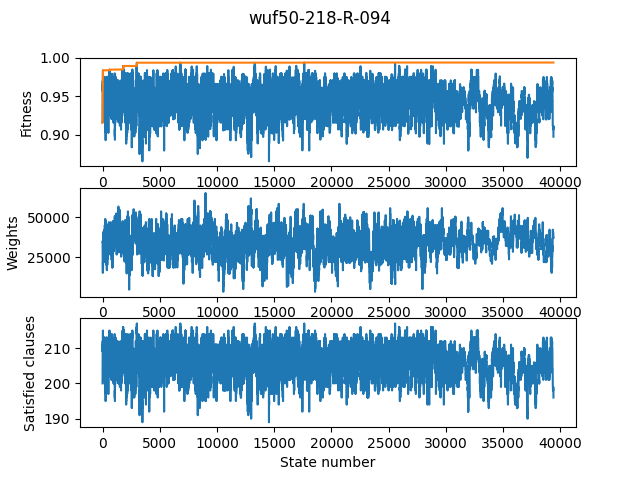 wuf50-218-R-094
1.00
0.95
0.90
Fitness
0 5000 10000 15000 20000 25000 30000 35000 40000
50000
25000
Weights
0 5000 10000 15000 20000 25000 30000 35000 40000
210
200
190
Satisfied clauses
0 5000 10000 15000 20000 25000 30000 35000 40000
State number